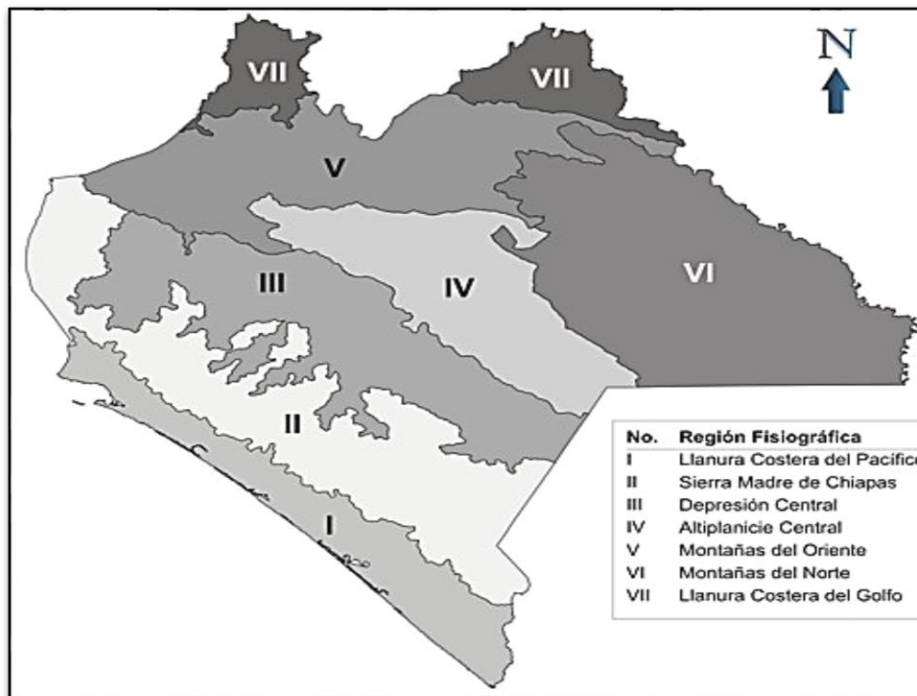 N
VII
VII
V
VI
III
IV
II
I
No. Región Fisiográfica
I Llanura Costera del Pacífico
II Sierra Madre de Chiapas
III Depresión Central
IV Altiplanicie Central
V Montañas del Oriente
VI Montañas del Norte
VII Llanura Costera del Golfo